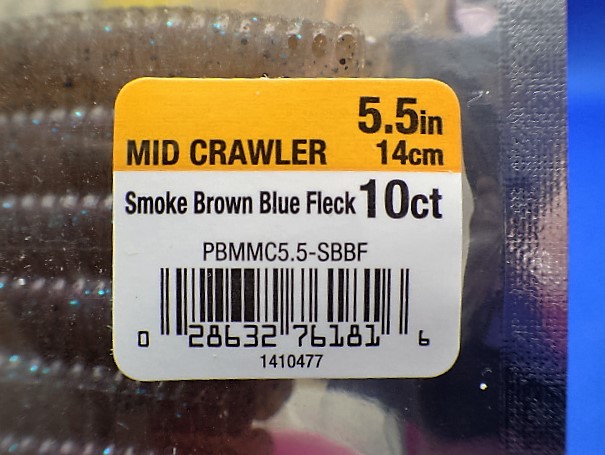 5.5in
MID CRAWLER 14cm
Smoke Brown Blue Fleck 10ct
PBMMC5.5-SBBF
0 28632 76181 6
1410477